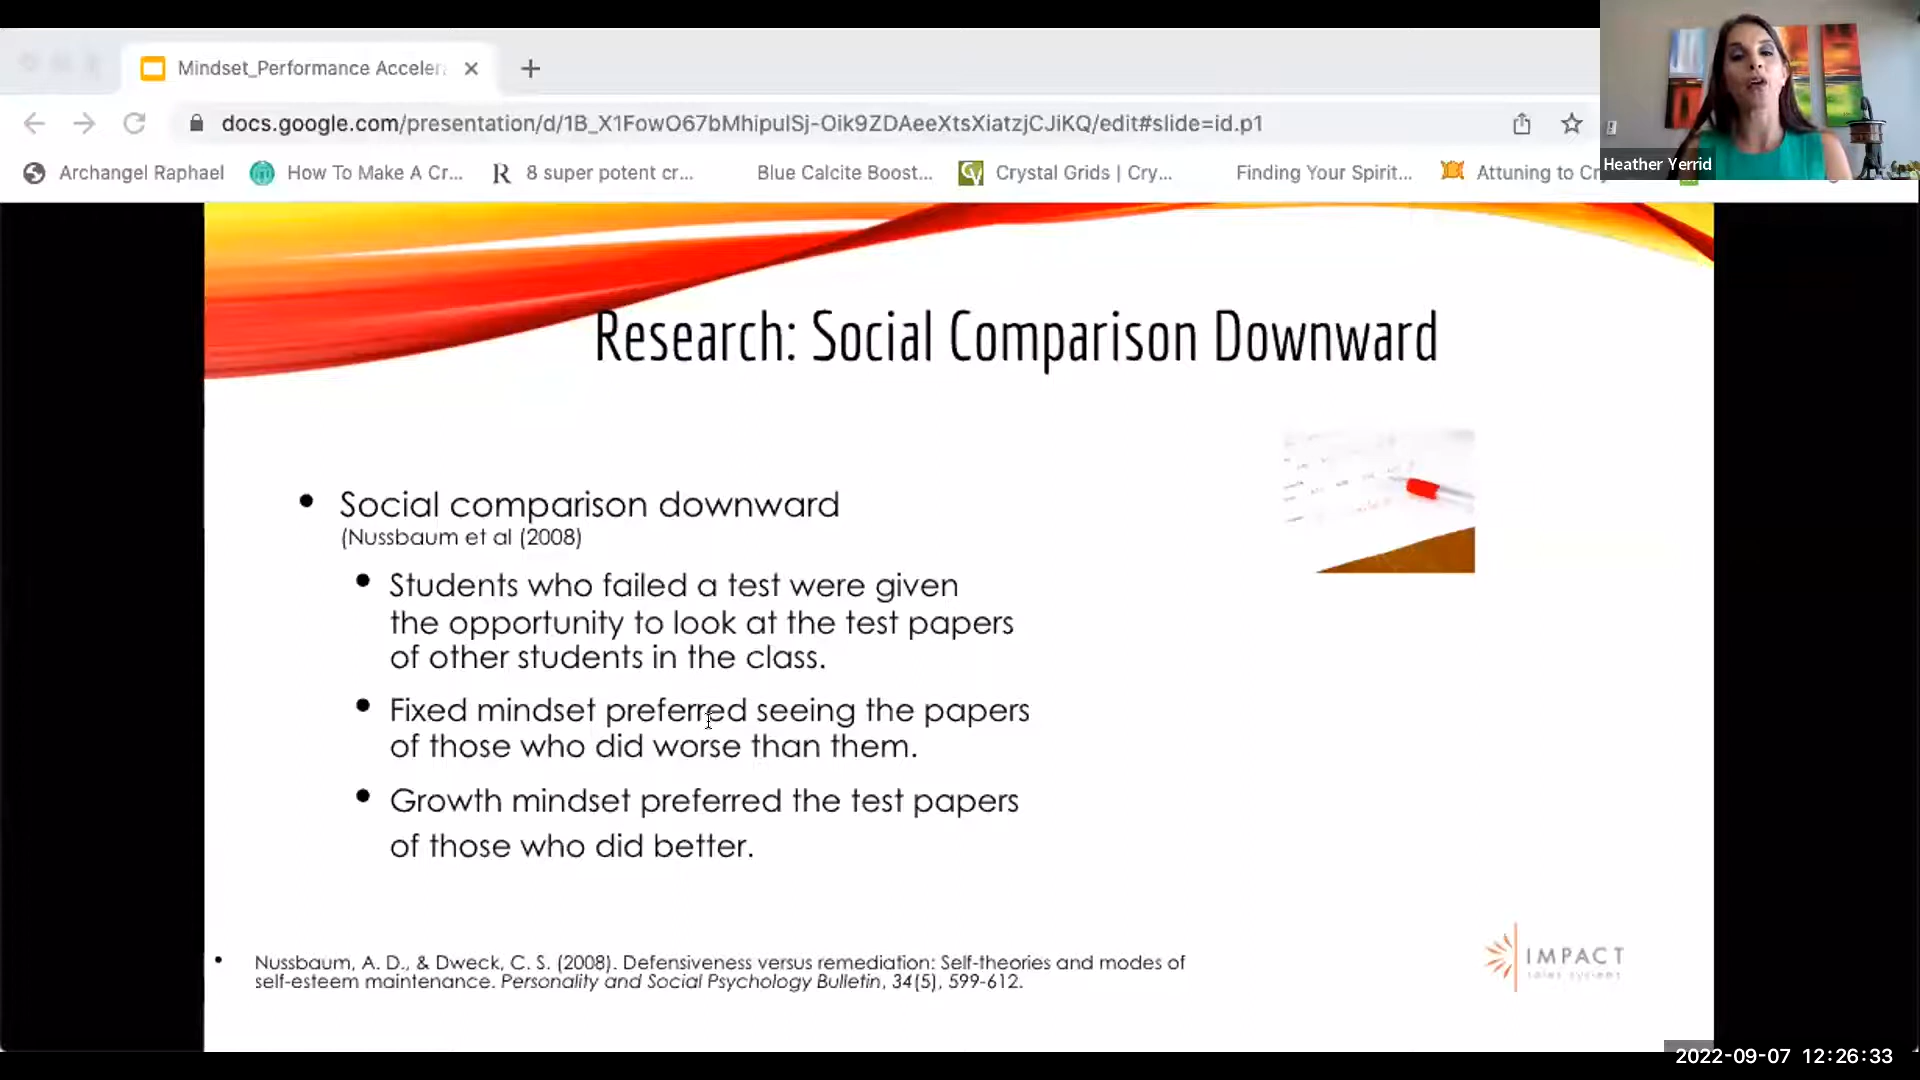 Mindset_Performance Acceler
docs.google.com/presentation/d/1B_X1FowO67bMhipulSj-Oik9ZDAeeXtsXiatzjCJiKQ/edit#slide=id.p1
Archangel Raphael
How To Make A Cr...
R 8 super potent cr...
Blue Calcite Boost...
CV Crystal Grids | Cry...
Finding Your Spirit...
Attuning to Cry
Heather Yerrid
Research: Social Comparison Downward
• Social comparison downward
(Nussbaum et al (2008)
• Students who failed a test were given
the opportunity to look at the test papers
of other students in the class.
• Fixed mindset preferred seeing the papers
of those who did worse than them.
• Growth mindset preferred the test papers
of those who did better.
• Nussbaum, A. D., & Dweck, C. S. (2008). Defensiveness versus remediation: Self-theories and modes of
self-esteem maintenance. Personality and Social Psychology Bulletin, 34(5), 599-612.
IMPACT
sales systems
2022-09-07 12:26:33